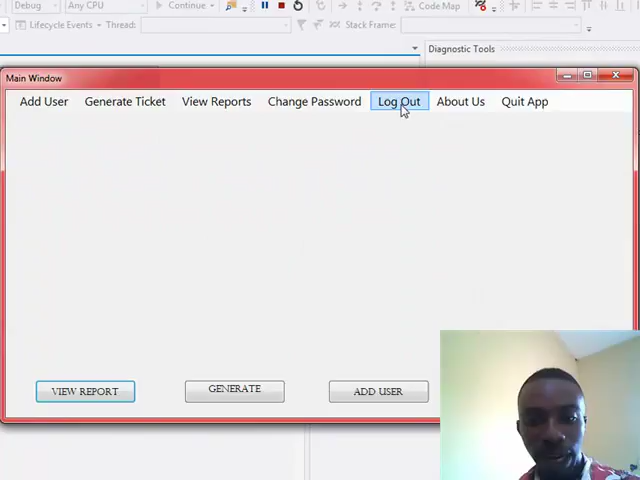 Debug Any CPU Continue Code Map
Lifecycle Events Thread: Stack Frame:
Diagnostic Tools
Main Window
Add User Generate Ticket View Reports Change Password Log Out About Us Quit App
VIEW REPORT GENERATE ADD USER